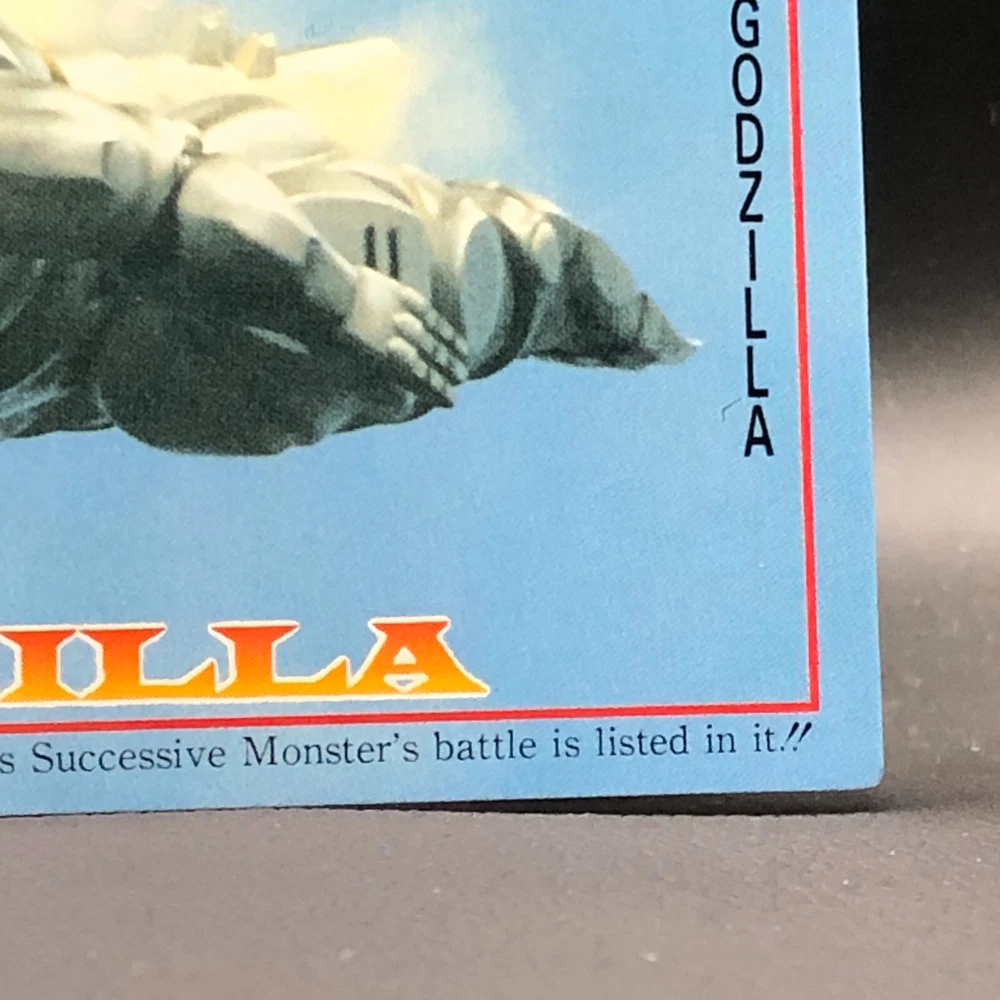 GODZILLA
ILLA
s Successive Monster's battle is listed in it.!!